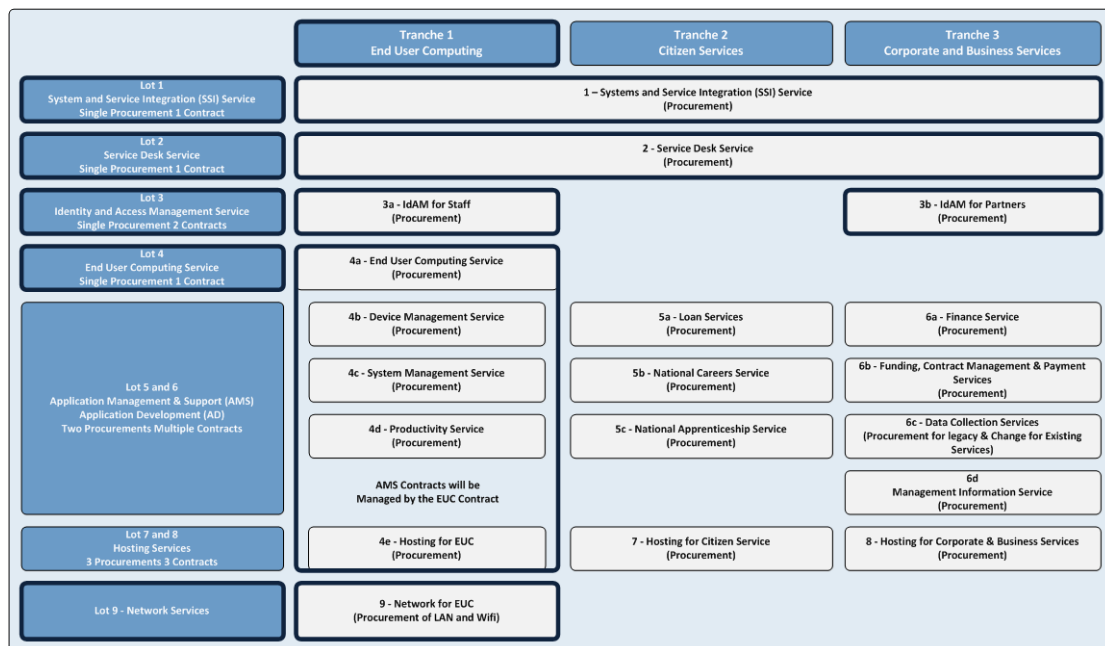 Tranche 1
End User Computing
Tranche 2
Citizen Services
Tranche 3
Corporate and Business Services
Lot 1
System and Service Integration (SSI) Service
Single Procurement 1 Contract
1 – Systems and Service Integration (SSI) Service
(Procurement)
Lot 2
Service Desk Service
Single Procurement 1 Contract
2 - Service Desk Service
(Procurement)
Lot 3
Identity and Access Management Service
Single Procurement 2 Contracts
3a - IdAM for Staff
(Procurement)
3b - IdAM for Partners
(Procurement)
Lot 4
End User Computing Service
Single Procurement 1 Contract
4a - End User Computing Service
(Procurement)
Lot 5 and 6
Application Management & Support (AMS)
Application Development (AD)
Two Procurements Multiple Contracts
4b - Device Management Service
(Procurement)
5a - Loan Services
(Procurement)
6a - Finance Service
(Procurement)
4c - System Management Service
(Procurement)
5b - National Careers Service
(Procurement)
6b - Funding, Contract Management & Payment
Services
(Procurement)
4d - Productivity Service
(Procurement)
5c - National Apprenticeship Service
(Procurement)
6c - Data Collection Services
(Procurement for legacy & Change for Existing
Services)
AMS Contracts will be
Managed by the EUC Contract
6d
Management Information Service
(Procurement)
Lot 7 and 8
Hosting Services
3 Procurements 3 Contracts
4e - Hosting for EUC
(Procurement)
7 - Hosting for Citizen Service
(Procurement)
8 - Hosting for Corporate & Business Services
(Procurement)
Lot 9 - Network Services
9 - Network for EUC
(Procurement of LAN and Wifi)